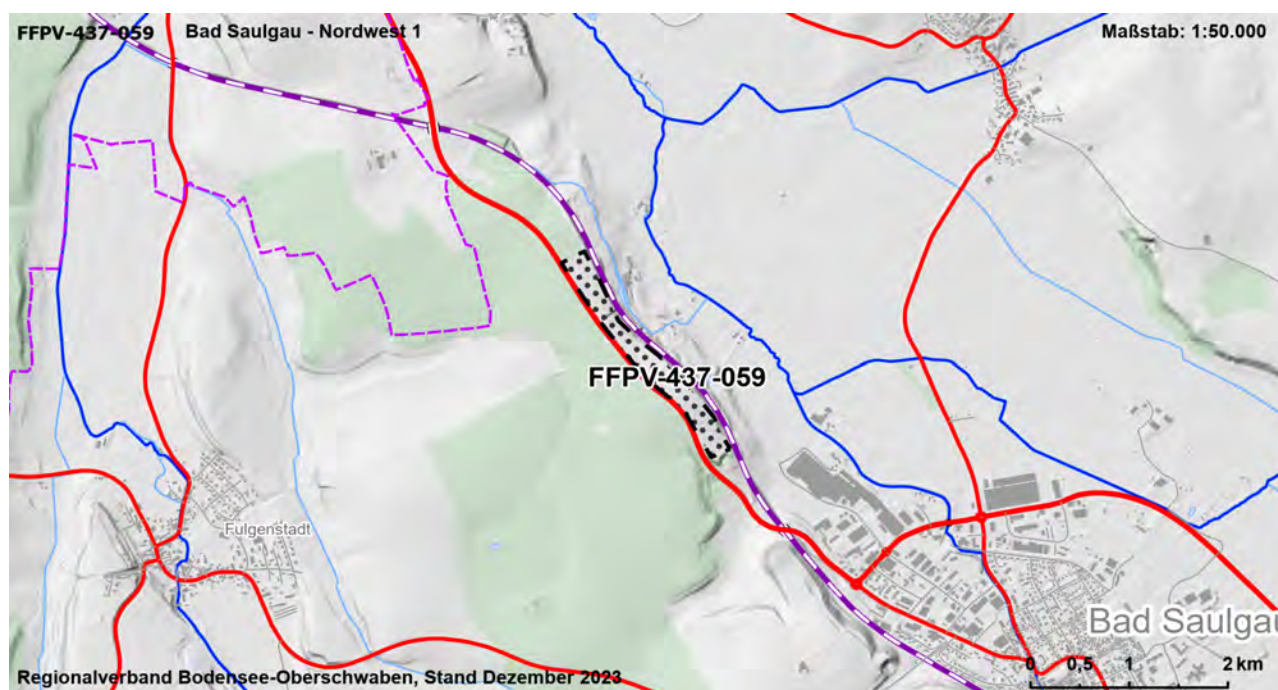 FFPV-437-059 Bad Saulgau - Nordwest 1 Maßstab: 1:50.000
FFPV-437-059
Fulgenstadt
Bad Saulgau
0 0,5 1 2 km
Regionalverband Bodensee-Oberschwaben, Stand Dezember 2023